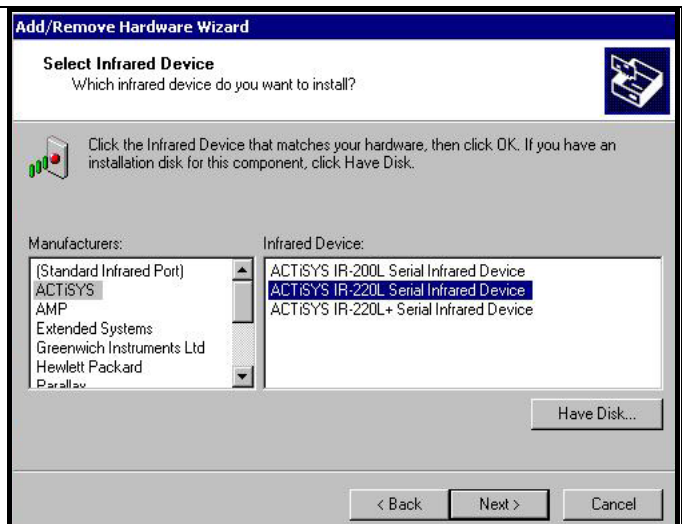 Add/Remove Hardware Wizard
Select Infrared Device
Which infrared device do you want to install?
Click the Infrared Device that matches your hardware, then click OK. If you have an
installation disk for this component, click Have Disk.
Manufacturers:
(Standard Infrared Port)
ACTiSYS
AMP
Extended Systems
Greenwich Instruments Ltd
Hewlett Packard
Parallax
Infrared Device:
ACTiSYS IR-200L Serial Infrared Device
ACTiSYS IR-220L Serial Infrared Device
ACTiSYS IR-220L+ Serial Infrared Device
Have Disk...
< Back
Next >
Cancel